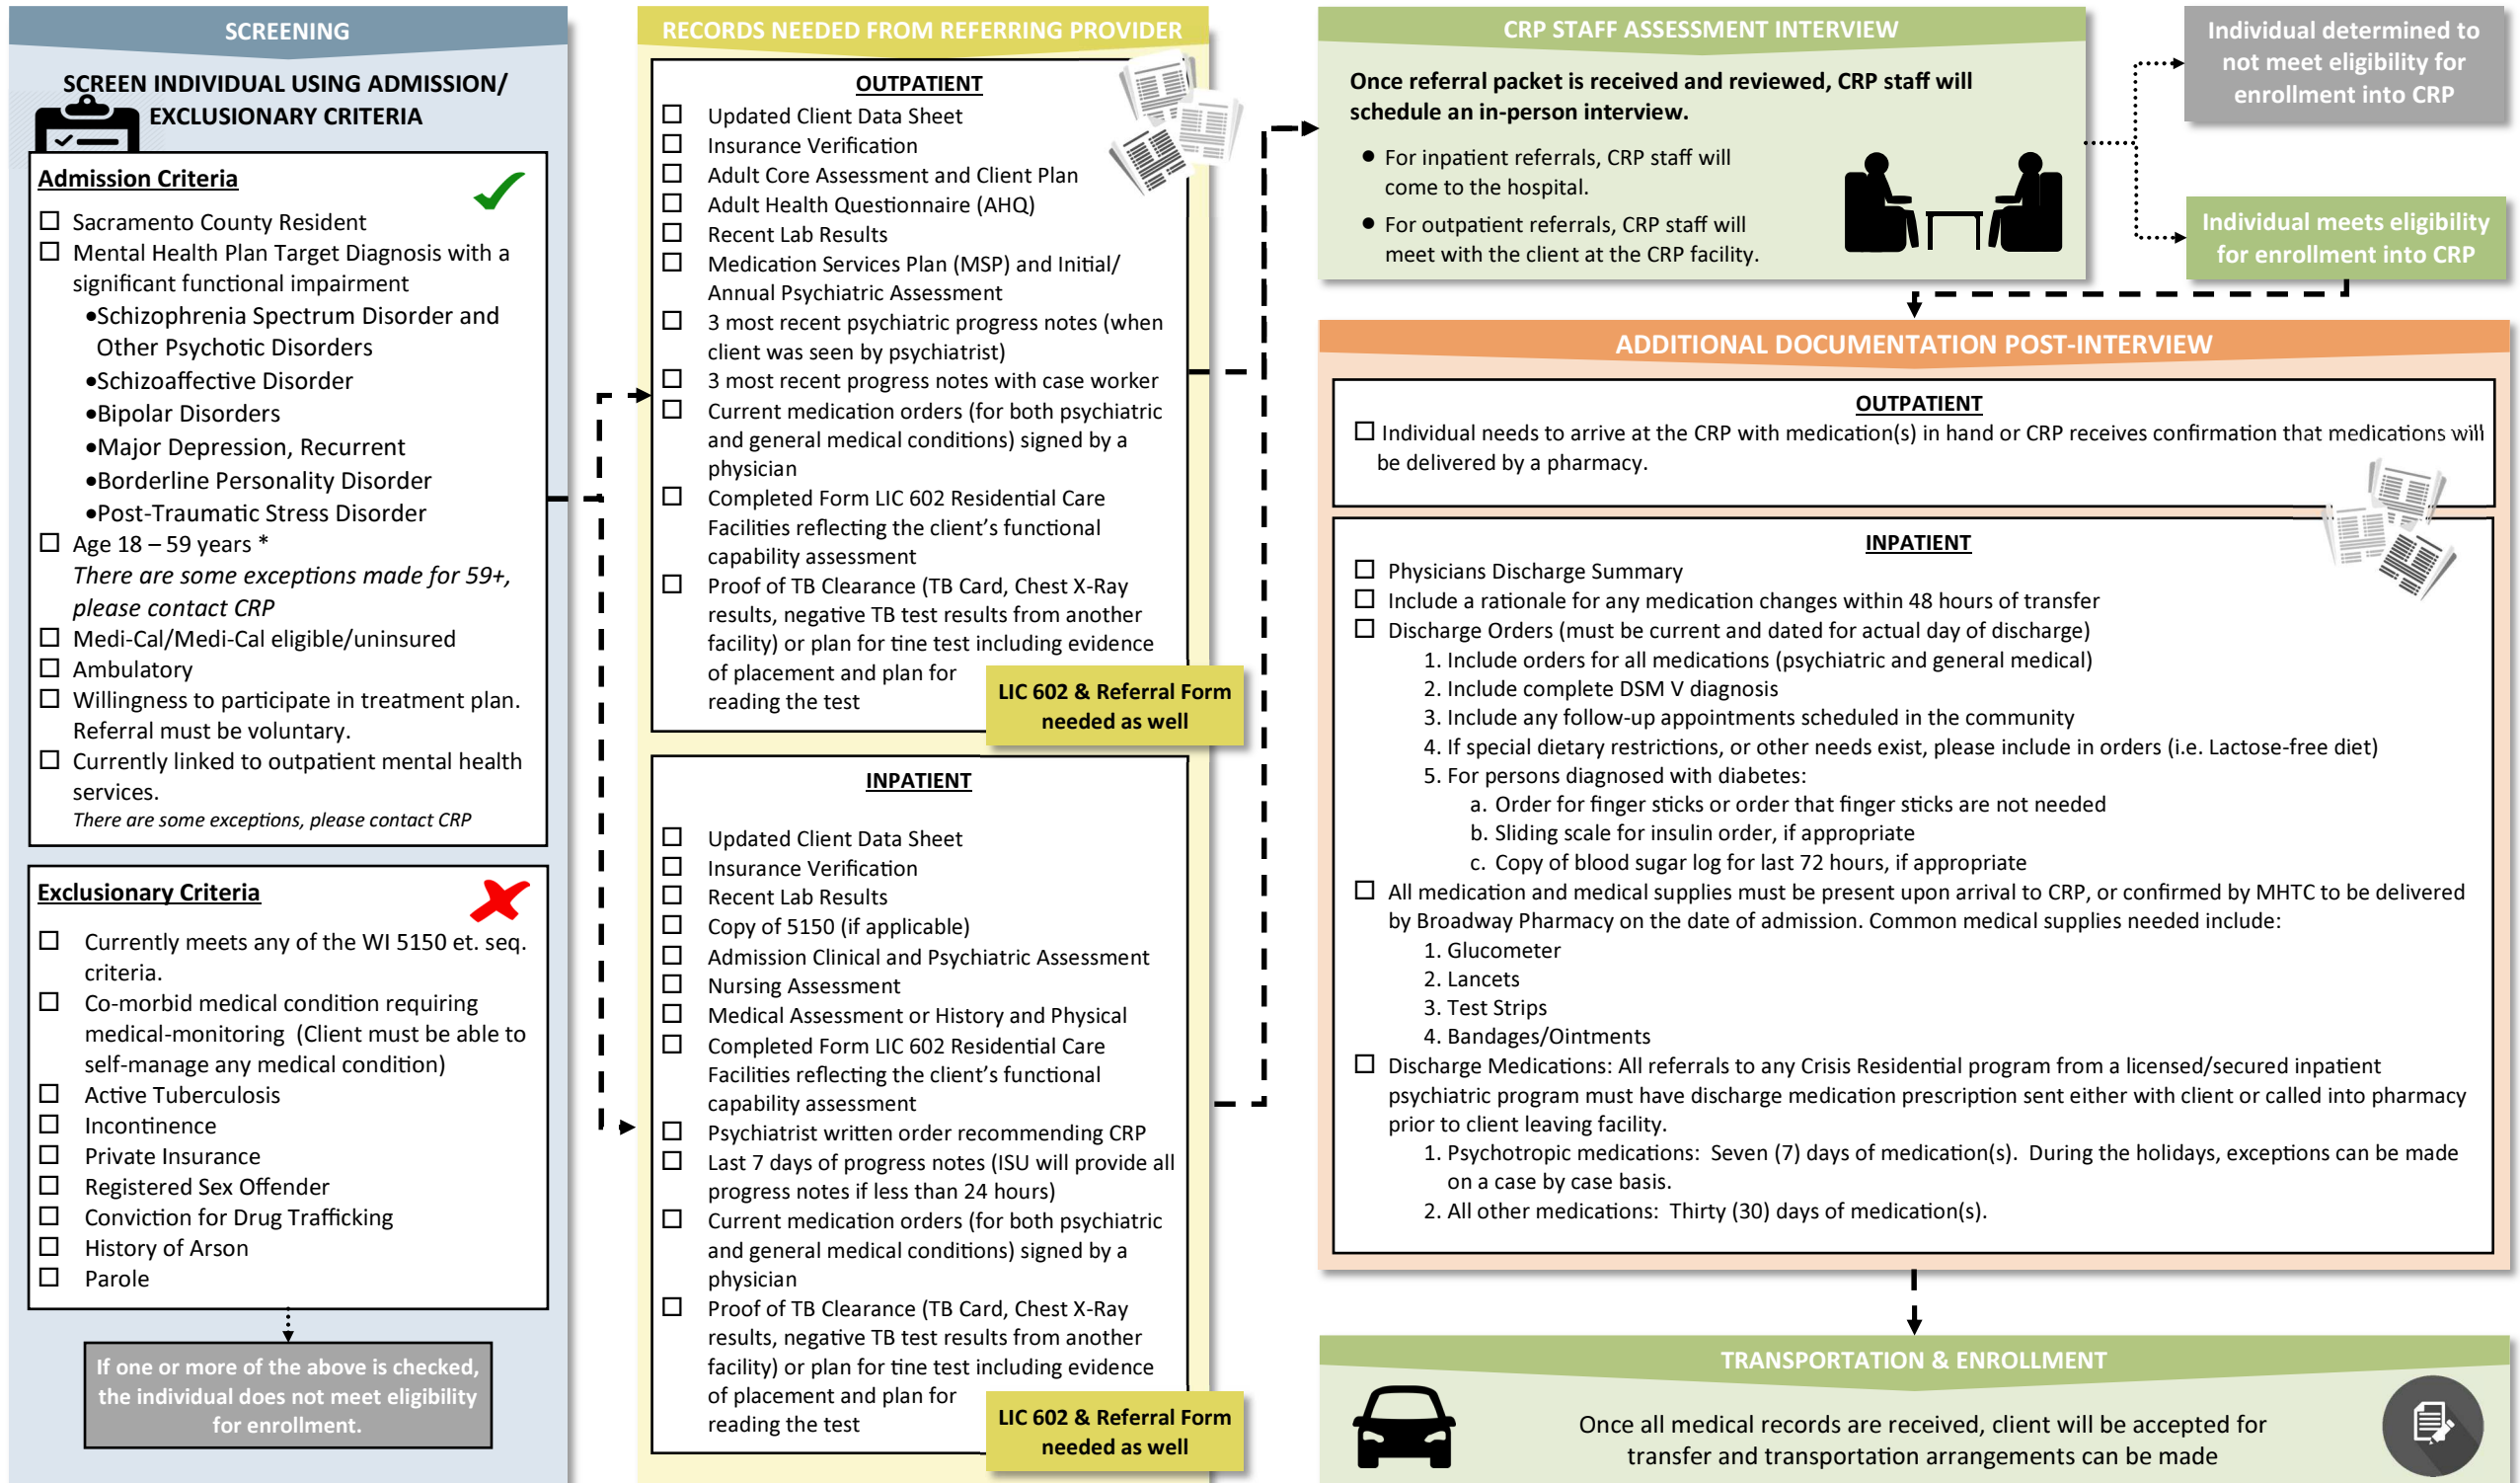 SCREENING
SCREEN INDIVIDUAL USING ADMISSION/
EXCLUSIONARY CRITERIA
Admission Criteria
☐ Sacramento County Resident
☐ Mental Health Plan Target Diagnosis with a
significant functional impairment
•Schizophrenia Spectrum Disorder and
Other Psychotic Disorders
•Schizoaffective Disorder
•Bipolar Disorders
•Major Depression, Recurrent
•Borderline Personality Disorder
•Post-Traumatic Stress Disorder
☐ Age 18 – 59 years *
There are some exceptions made for 59+,
please contact CRP
☐ Medi-Cal/Medi-Cal eligible/uninsured
☐ Ambulatory
☐ Willingness to participate in treatment plan.
Referral must be voluntary.
☐ Currently linked to outpatient mental health
services.
There are some exceptions, please contact CRP
Exclusionary Criteria
☐ Currently meets any of the WI 5150 et. seq.
criteria.
☐ Co-morbid medical condition requiring
medical-monitoring (Client must be able to
self-manage any medical condition)
☐ Active Tuberculosis
☐ Incontinence
☐ Private Insurance
☐ Registered Sex Offender
☐ Conviction for Drug Trafficking
☐ History of Arson
☐ Parole
If one or more of the above is checked,
the individual does not meet eligibility
for enrollment.
RECORDS NEEDED FROM REFERRING PROVIDER
OUTPATIENT
☐ Updated Client Data Sheet
☐ Insurance Verification
☐ Adult Core Assessment and Client Plan
☐ Adult Health Questionnaire (AHQ)
☐ Recent Lab Results
☐ Medication Services Plan (MSP) and Initial/
Annual Psychiatric Assessment
☐ 3 most recent psychiatric progress notes (when
client was seen by psychiatrist)
☐ 3 most recent progress notes with case worker
☐ Current medication orders (for both psychiatric
and general medical conditions) signed by a
physician
☐ Completed Form LIC 602 Residential Care
Facilities reflecting the client's functional
capability assessment
☐ Proof of TB Clearance (TB Card, Chest X-Ray
results, negative TB test results from another
facility) or plan for tine test including evidence
of placement and plan for
reading the test
LIC 602 & Referral Form
needed as well
INPATIENT
☐ Updated Client Data Sheet
☐ Insurance Verification
☐ Recent Lab Results
☐ Copy of 5150 (if applicable)
☐ Admission Clinical and Psychiatric Assessment
☐ Nursing Assessment
☐ Medical Assessment or History and Physical
☐ Completed Form LIC 602 Residential Care
Facilities reflecting the client's functional
capability assessment
☐ Psychiatrist written order recommending CRP
☐ Last 7 days of progress notes (ISU will provide all
progress notes if less than 24 hours)
☐ Current medication orders (for both psychiatric
and general medical conditions) signed by a
physician
☐ Proof of TB Clearance (TB Card, Chest X-Ray
results, negative TB test results from another
facility) or plan for tine test including evidence
of placement and plan for
reading the test
LIC 602 & Referral Form
needed as well
CRP STAFF ASSESSMENT INTERVIEW
Once referral packet is received and reviewed, CRP staff will
schedule an in-person interview.
• For inpatient referrals, CRP staff will
come to the hospital.
• For outpatient referrals, CRP staff will
meet with the client at the CRP facility.
Individual determined to
not meet eligibility for
enrollment into CRP
Individual meets eligibility
for enrollment into CRP
ADDITIONAL DOCUMENTATION POST-INTERVIEW
OUTPATIENT
☐ Individual needs to arrive at the CRP with medication(s) in hand or CRP receives confirmation that medications will
be delivered by a pharmacy.
INPATIENT
☐ Physicians Discharge Summary
☐ Include a rationale for any medication changes within 48 hours of transfer
☐ Discharge Orders (must be current and dated for actual day of discharge)
1. Include orders for all medications (psychiatric and general medical)
2. Include complete DSM V diagnosis
3. Include any follow-up appointments scheduled in the community
4. If special dietary restrictions, or other needs exist, please include in orders (i.e. Lactose-free diet)
5. For persons diagnosed with diabetes:
a. Order for finger sticks or order that finger sticks are not needed
b. Sliding scale for insulin order, if appropriate
c. Copy of blood sugar log for last 72 hours, if appropriate
☐ All medication and medical supplies must be present upon arrival to CRP, or confirmed by MHTC to be delivered
by Broadway Pharmacy on the date of admission. Common medical supplies needed include:
1. Glucometer
2. Lancets
3. Test Strips
4. Bandages/Ointments
☐ Discharge Medications: All referrals to any Crisis Residential program from a licensed/secured inpatient
psychiatric program must have discharge medication prescription sent either with client or called into pharmacy
prior to client leaving facility.
1. Psychotropic medications: Seven (7) days of medication(s). During the holidays, exceptions can be made
on a case by case basis.
2. All other medications: Thirty (30) days of medication(s).
TRANSPORTATION & ENROLLMENT
Once all medical records are received, client will be accepted for
transfer and transportation arrangements can be made